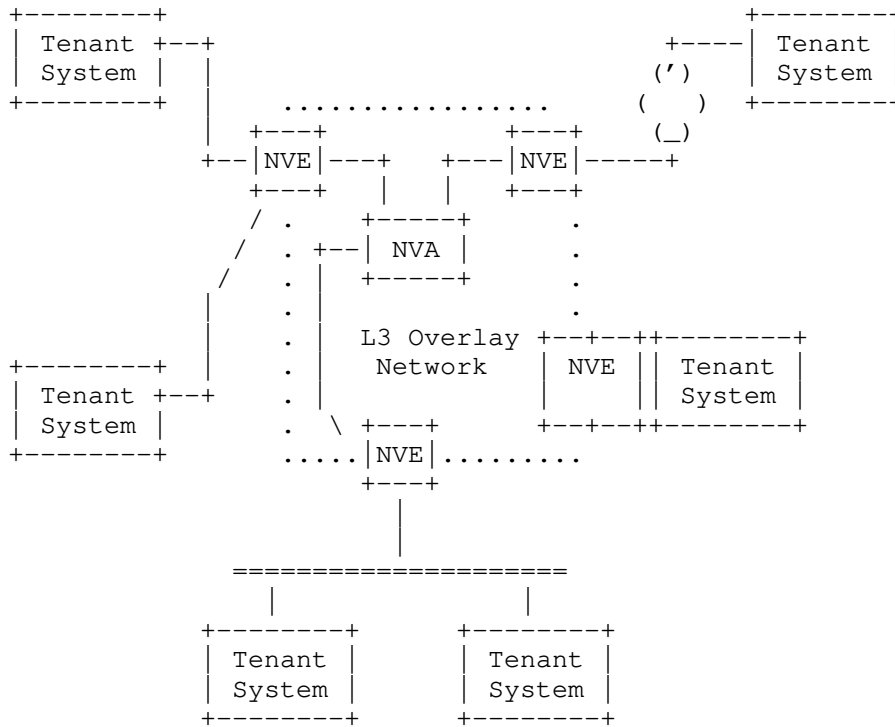 Tenant
System
Tenant
System
NVE
NVE
NVA
L3 Overlay
Network
NVE
Tenant
System
Tenant
System
NVE
Tenant
System
Tenant
System